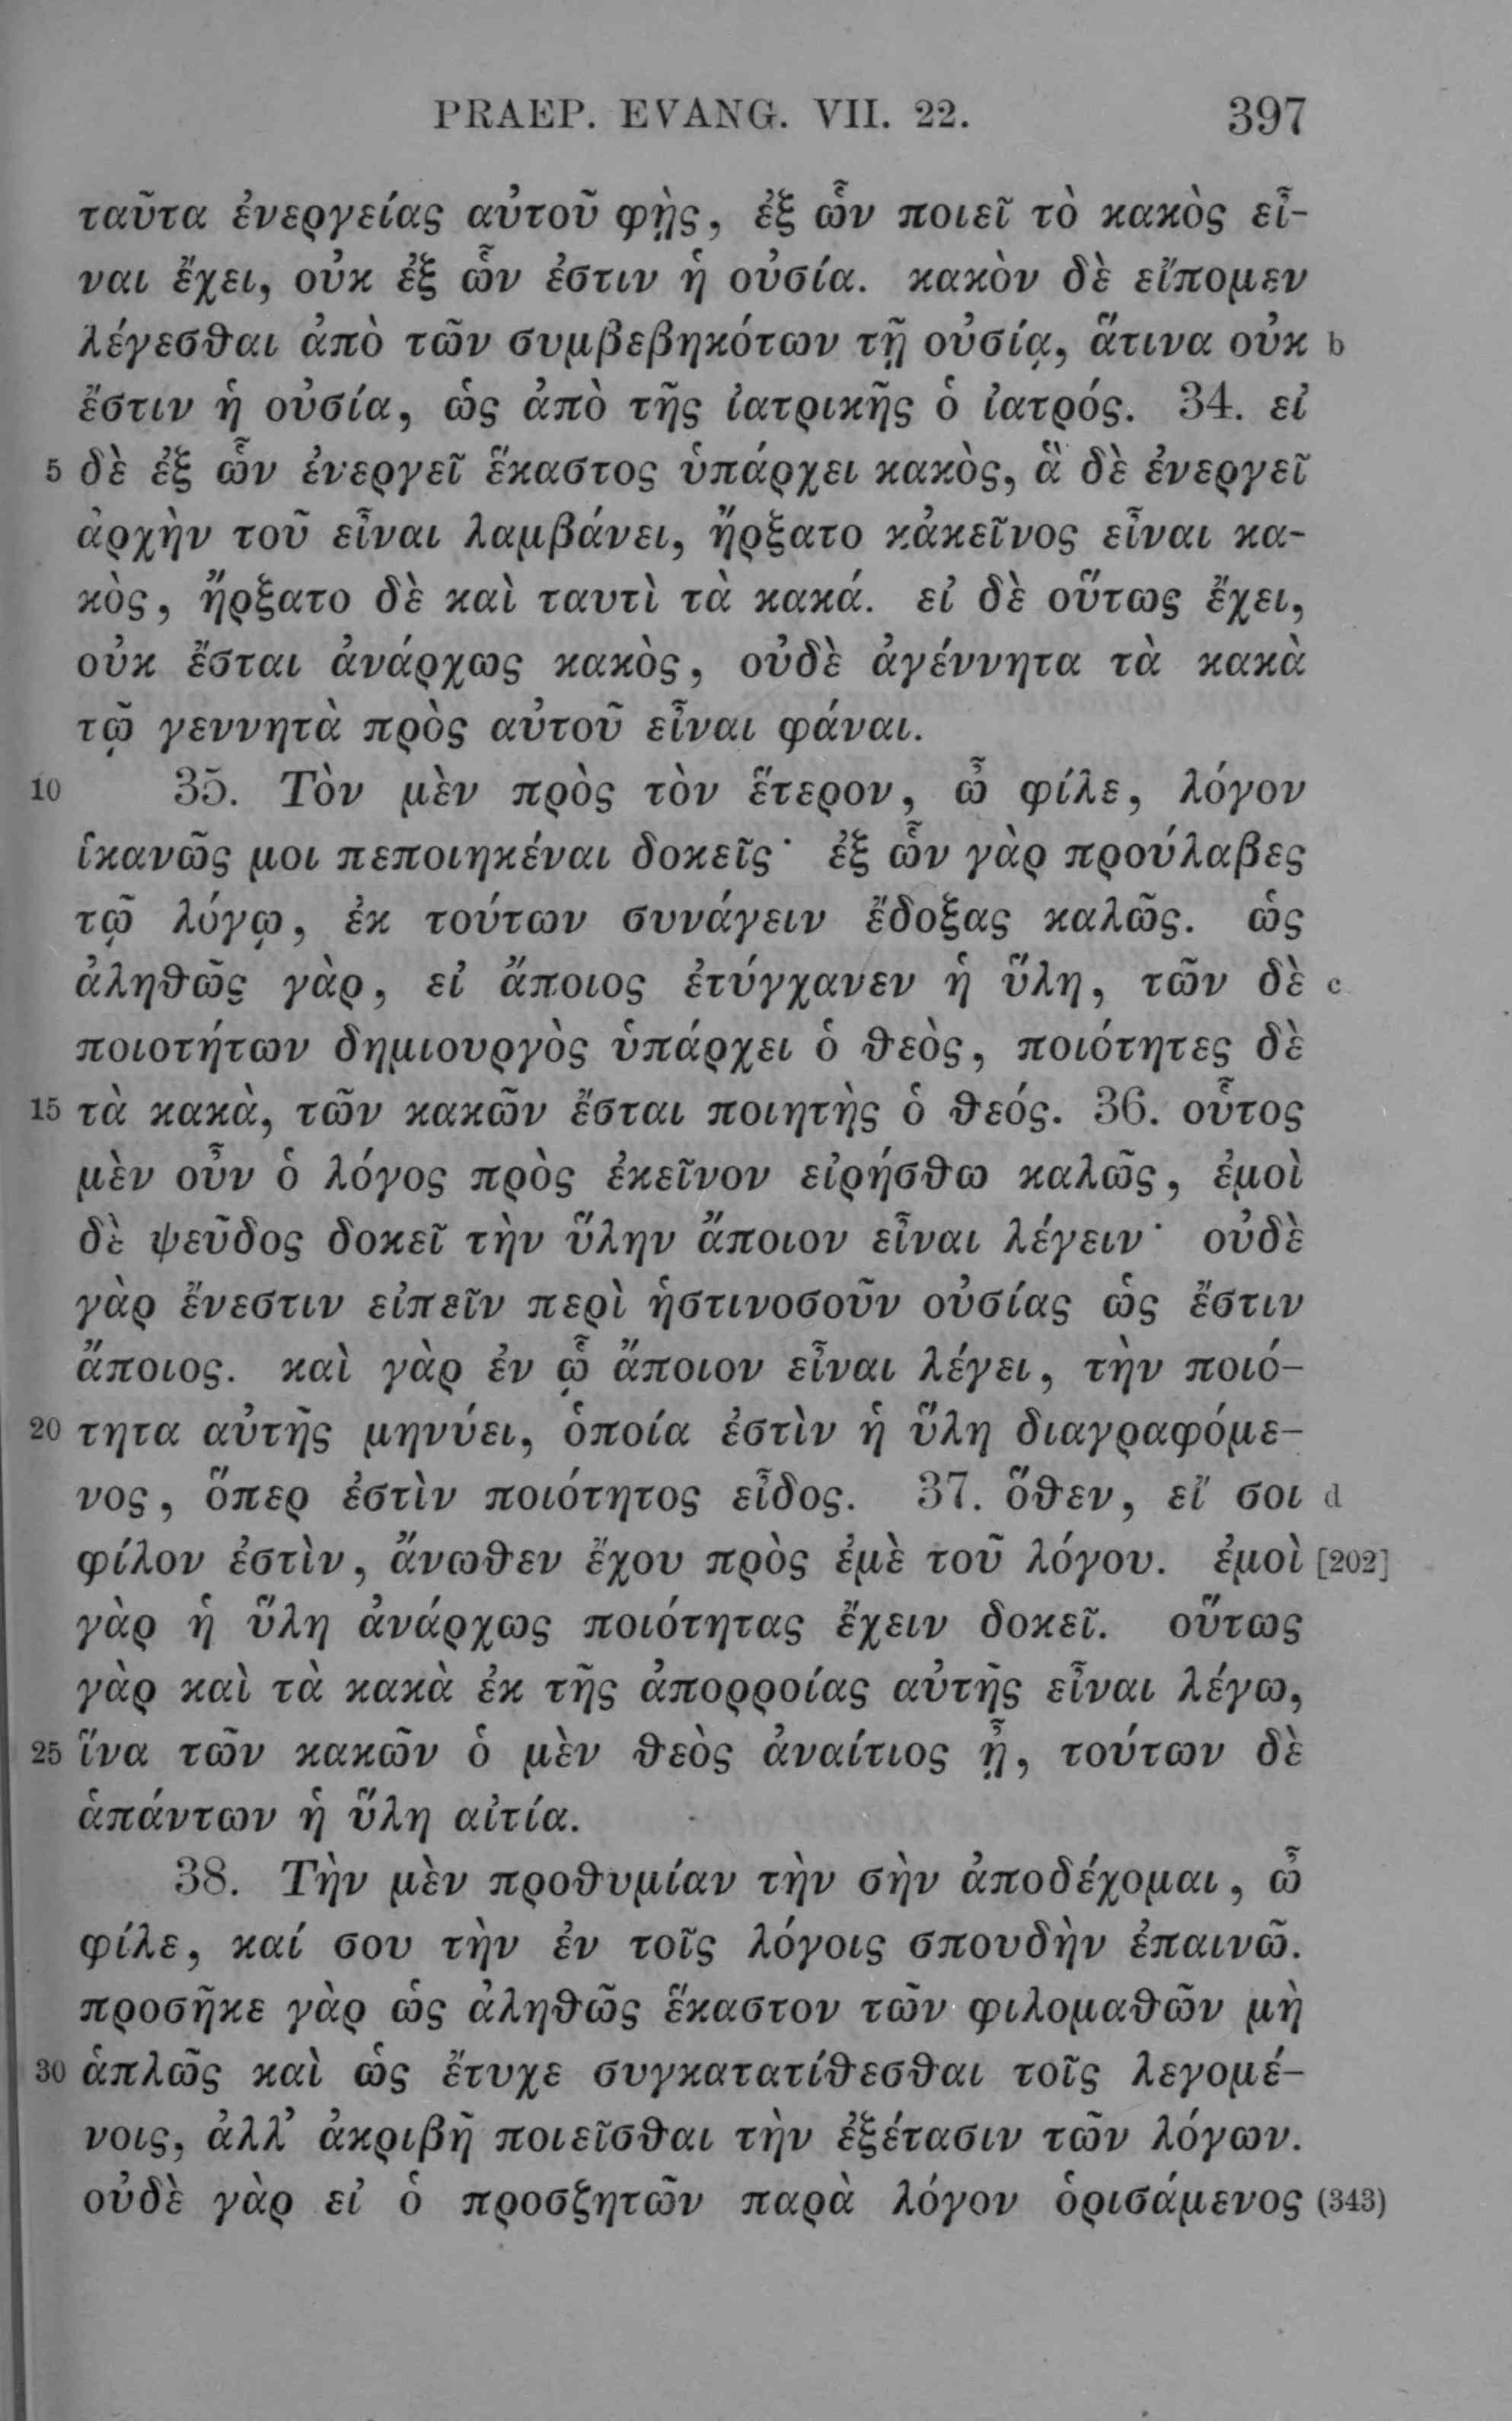 PRAEP. EVANG. VII. 22. 397
ταῦτα ἐνεργείας αὐτοῦ φῂς, ἐξ ὧν ποιεῖ τὸ κακὸς εἶ-
ναι ἔχει, οὐκ ἐξ ὧν ἐστιν ἡ οὐσία. κακὸν δὲ εἴπομεν
λέγεσθαι ἀπὸ τῶν συμβεβηκότων τῇ οὐσίᾳ, ἅτινα οὐκ b
ἔστιν ἡ οὐσία, ὡς ἀπὸ τῆς ἰατρικῆς ὁ ἰατρός. 34. εἰ
5 δὲ ἐξ ὧν ἐνεργεῖ ἕκαστος ὑπάρχει κακὸς, ἃ δὲ ἐνεργεῖ
ἀρχὴν τοῦ εἶναι λαμβάνει, ἤρξατο κἀκεῖνος εἶναι κα-
κὸς, ἤρξατο δὲ καὶ ταυτὶ τὰ κακά. εἰ δὲ οὕτως ἔχει,
οὐκ ἔσται ἀνάρχως κακὸς, οὐδὲ ἀγέννητα τὰ κακὰ
τῷ γεννητὰ πρὸς αὐτοῦ εἶναι φάναι.
10 35. Τὸν μὲν πρὸς τὸν ἕτερον, ὦ φίλε, λόγον
ἱκανῶς μοι πεποιηκέναι δοκεῖς· ἐξ ὧν γὰρ προύλαβες
τῷ λόγῳ, ἐκ τούτων συνάγειν ἔδοξας καλῶς. ὡς
ἀληθῶς γὰρ, εἰ ἄποιος ἐτύγχανεν ἡ ὕλη, τῶν δὲ c
ποιοτήτων δημιουργὸς ὑπάρχει ὁ θεὸς, ποιότητες δὲ
15 τὰ κακὰ, τῶν κακῶν ἔσται ποιητὴς ὁ θεός. 36. οὗτος
μὲν οὖν ὁ λόγος πρὸς ἐκεῖνον εἰρήσθω καλῶς, ἐμοὶ
δὲ ψεῦδος δοκεῖ τὴν ὕλην ἄποιον εἶναι λέγειν· οὐδὲ
γὰρ ἔνεστιν εἰπεῖν περὶ ἡστινοσοῦν οὐσίας ὡς ἔστιν
ἄποιος. καὶ γὰρ ἐν ᾧ ἄποιον εἶναι λέγει, τὴν ποιό-
20 τητα αὐτῆς μηνύει, ὁποία ἐστὶν ἡ ὕλη διαγραφόμε-
νος, ὅπερ ἐστὶν ποιότητος εἶδος. 37. ὅθεν, εἴ σοι d
φίλον ἐστὶν, ἄνωθεν ἔχου πρὸς ἐμὲ τοῦ λόγου. ἐμοὶ [202]
γὰρ ἡ ὕλη ἀνάρχως ποιότητας ἔχειν δοκεῖ. οὕτως
γὰρ καὶ τὰ κακὰ ἐκ τῆς ἀπορροίας αὐτῆς εἶναι λέγω,
25 ἵνα τῶν κακῶν ὁ μὲν θεὸς ἀναίτιος ᾖ, τούτων δὲ
ἁπάντων ἡ ὕλη αἰτία.
38. Τὴν μὲν προθυμίαν τὴν σὴν ἀποδέχομαι, ὦ
φίλε, καί σου τὴν ἐν τοῖς λόγοις σπουδὴν ἐπαινῶ.
προσῆκε γὰρ ὡς ἀληθῶς ἕκαστον τῶν φιλομαθῶν μὴ
30 ἁπλῶς καὶ ὡς ἔτυχε συγκατατίθεσθαι τοῖς λεγομέ-
νοις, ἀλλ᾽ ἀκριβῆ ποιεῖσθαι τὴν ἐξέτασιν τῶν λόγων.
οὐδὲ γὰρ εἰ ὁ προσζητῶν παρὰ λόγον ὁρισάμενος (343)